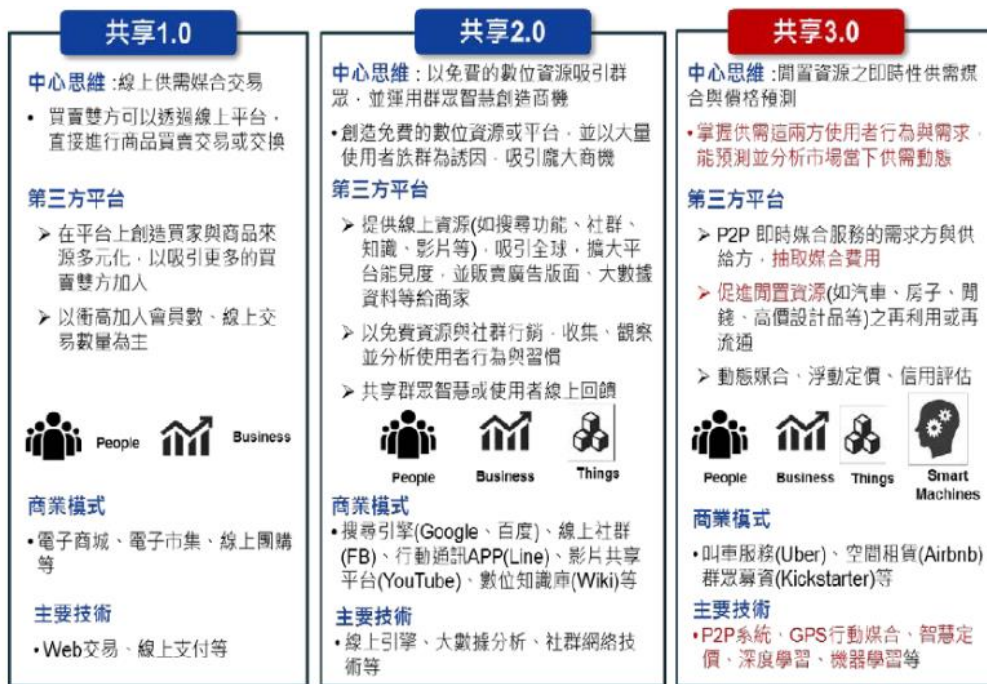 共享1.0
中心思維:線上供需媒合交易
• 買賣雙方可以透過線上平台，
直接進行商品買賣交易或交換
第三方平台
➢ 在平台上創造買家與商品來
源多元化，以吸引更多的買
賣雙方加入
➢ 以衝高加入會員數、線上交
易數量為主
People
Business
商業模式
•電子商城、電子市集、線上團購
等
主要技術
•Web交易、線上支付等
共享2.0
中心思維:以免費的數位資源吸引群
眾，並運用群眾智慧創造商機
•創造免費的數位資源或平台，並以大量
使用者族群為誘因，吸引龐大商機
第三方平台
➢ 提供線上資源(如搜尋功能、社群、
知識、影片等)，吸引全球，擴大平
台能見度，並販賣廣告版面、大數據
資料等給商家
➢ 以免費資源與社群行銷，收集、觀察
並分析使用者行為與習慣
➢ 共享群眾智慧或使用者線上回饋
People
Business
Things
商業模式
•搜尋引擎(Google、百度)、線上社群
(FB)、行動通訊APP(Line)、影片共享
平台(YouTube)、數位知識庫(Wiki)等
主要技術
•線上引擎、大數據分析、社群網絡技
術等
共享3.0
中心思維:閒置資源之即時性供需媒
合與價格預測
•掌握供需這兩方使用者行為與需求，
能預測並分析市場當下供需動態
第三方平台
➢ P2P 即時媒合服務的需求方與供
給方，抽取媒合費用
➢ 促進閒置資源(如汽車、房子、閒
錢、高價設計品等)之再利用或再
流通
➢ 動態媒合、浮動定價、信用評估
People
Business
Things
Smart
Machines
商業模式
•叫車服務(Uber)、空間租賃(Airbnb)
群眾募資(Kickstarter)等
主要技術
•P2P系統、GPS行動媒合、智慧定
價、深度學習、機器學習等